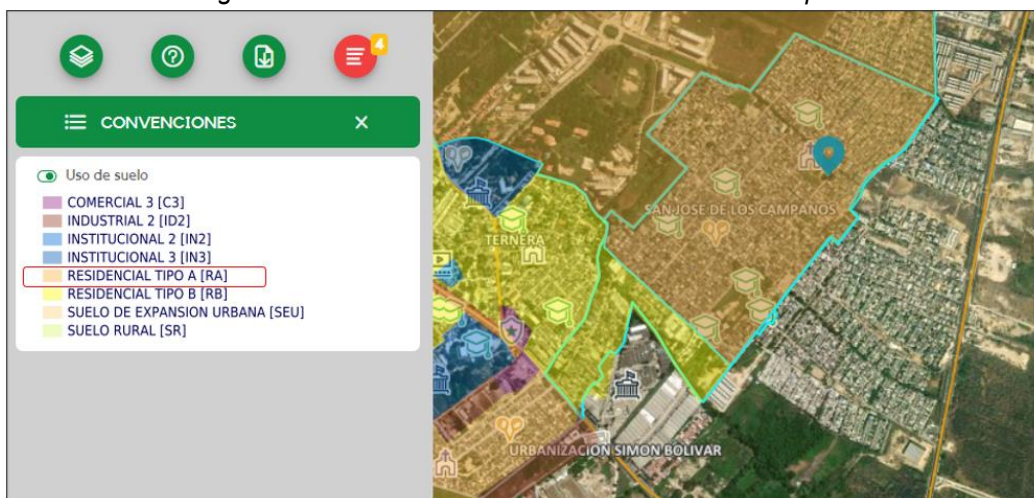 4
CONVENCIONES X
Uso de suelo
COMERCIAL 3 [C3]
INDUSTRIAL 2 [ID2]
INSTITUCIONAL 2 [IN2]
INSTITUCIONAL 3 [IN3]
RESIDENCIAL TIPO A [RA]
RESIDENCIAL TIPO B [RB]
SUELO DE EXPANSION URBANA [SEU]
SUELO RURAL [SR]
SAN JOSE DE LOS CAMPANOS
TERNERA
URBANIZACION SIMON BOLIVAR